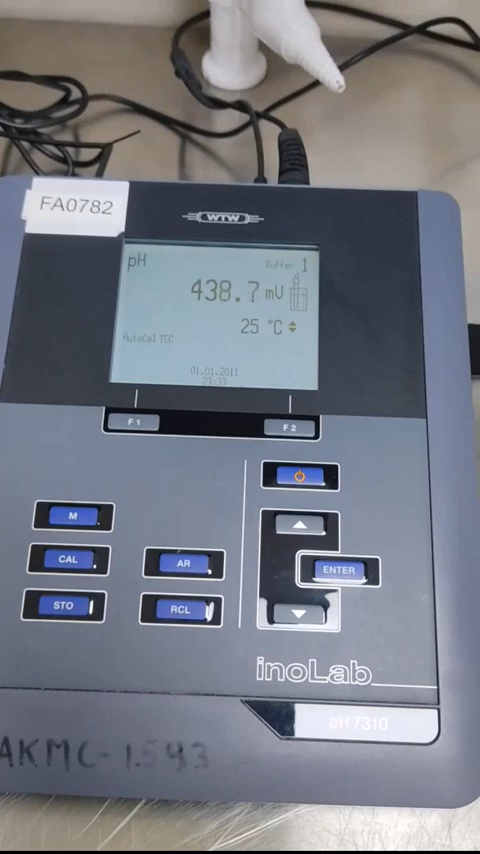 FA0782
WTW
pH
Buffer 1
438.7 mV
25 °C
AutoCal TEC
01.01.2011
23:37
F1
F2
M
CAL
AR
ENTER
STO
RCL
inoLab
pH 7310
AKMC-1543